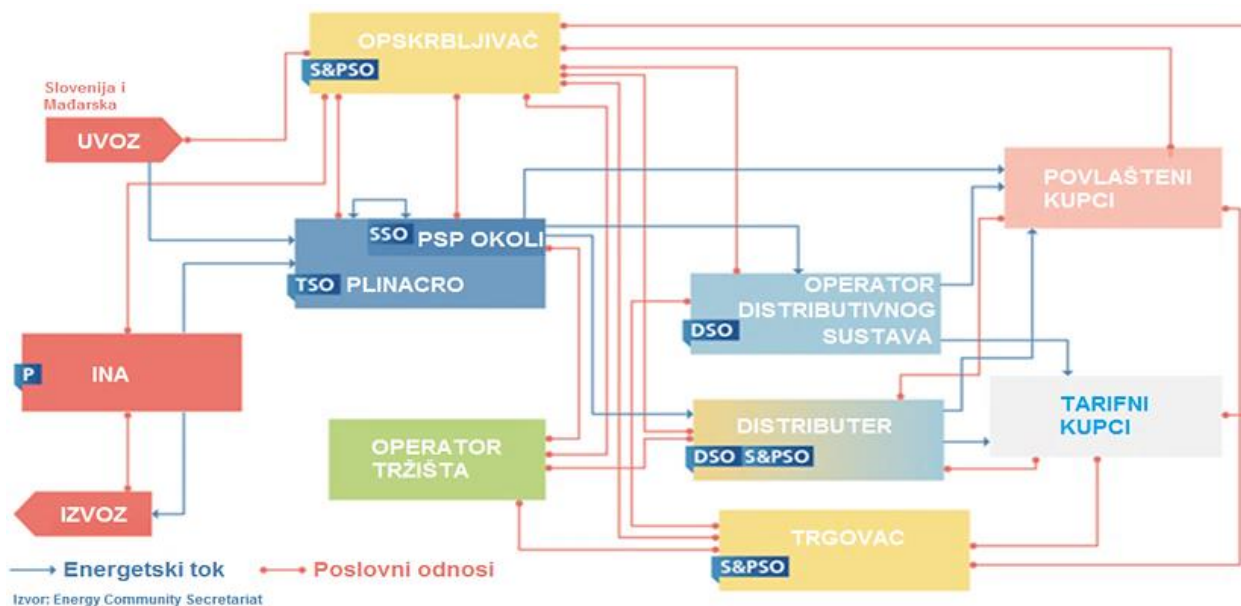 OPSKRBLJIVAČ
S&PSO
Slovenija i
Mađarska
UVOZ
POVLAŠTENI
KUPCI
SSO PSP OKOLI
TSO PLINACRO
OPERATOR
DISTRIBUTIVNOG
DSO SUSTAVA
P INA
TARIFNI
KUPCI
DISTRIBUTER
DSO S&PSO
OPERATOR
TRŽIŠTA
IZVOZ
TRGOVAC
S&PSO
Energetski tok Poslovni odnosi
Izvor: Energy Community Secretariat